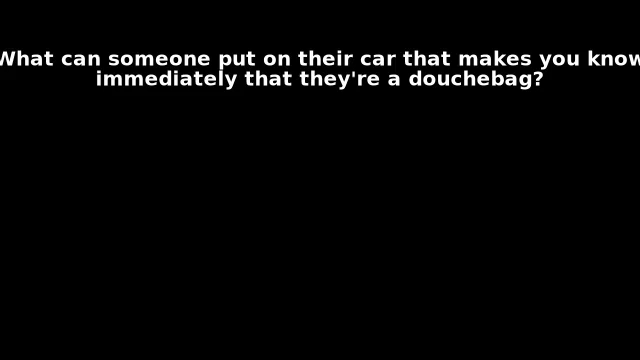 What can someone put on their car that makes you know
immediately that they're a douchebag?